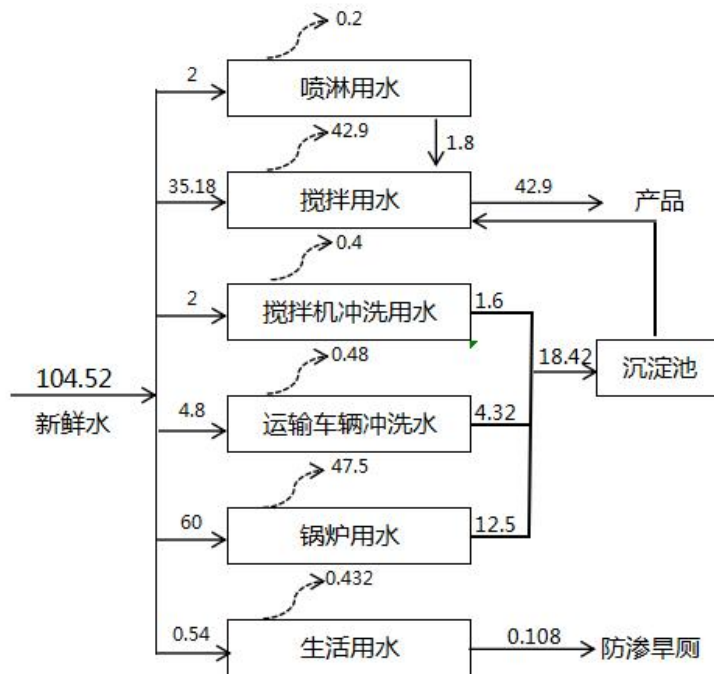 0.2
2
喷淋用水
42.9
1.8
35.18
搅拌用水
42.9
产品
0.4
2
搅拌机冲洗用水
1.6
0.48
18.42
沉淀池
104.52
新鲜水
4.8
运输车辆冲洗水
4.32
47.5
60
锅炉用水
12.5
0.432
0.54
生活用水
0.108
防渗旱厕